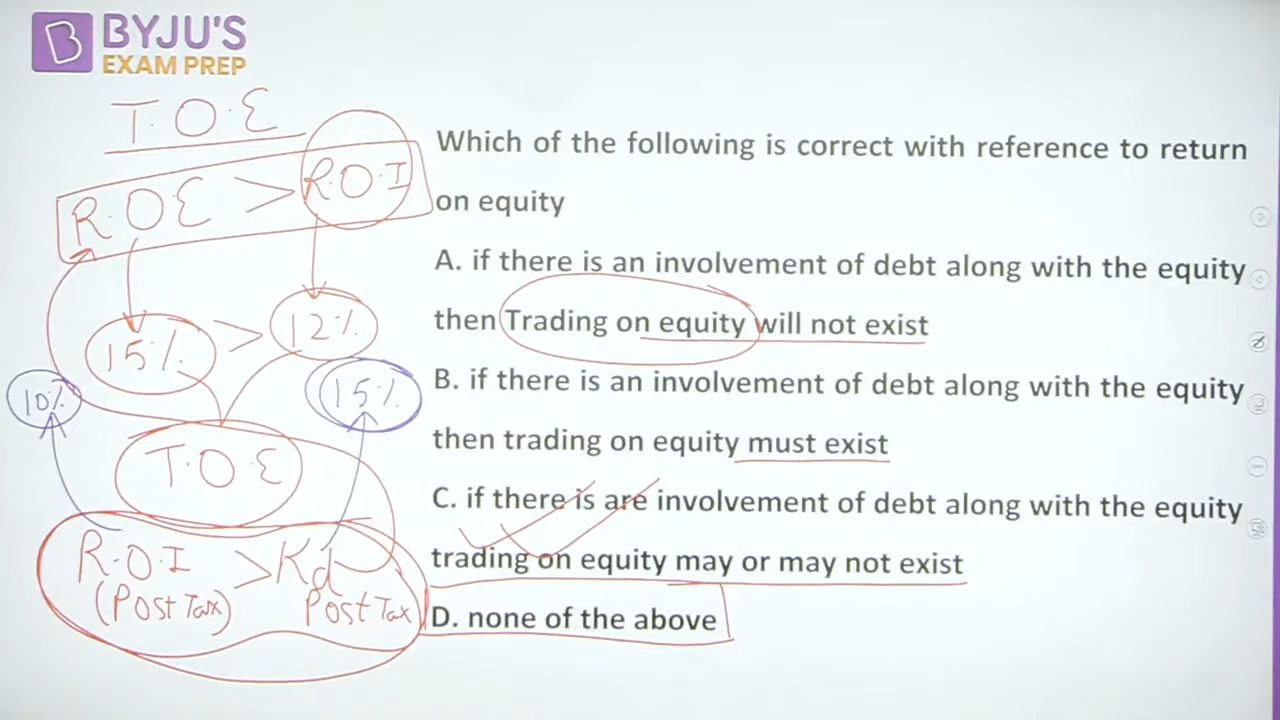 BYJU'S
EXAM PREP
T.O.E
R.O.E > R.O.I
15% > 12%
10%
15%
T.O.E
R.O.I > Kd
(Post Tax) Post Tax
Which of the following is correct with reference to return
on equity
A. if there is an involvement of debt along with the equity
then Trading on equity will not exist
B. if there is an involvement of debt along with the equity
then trading on equity must exist
C. if there is are involvement of debt along with the equity
trading on equity may or may not exist
D. none of the above